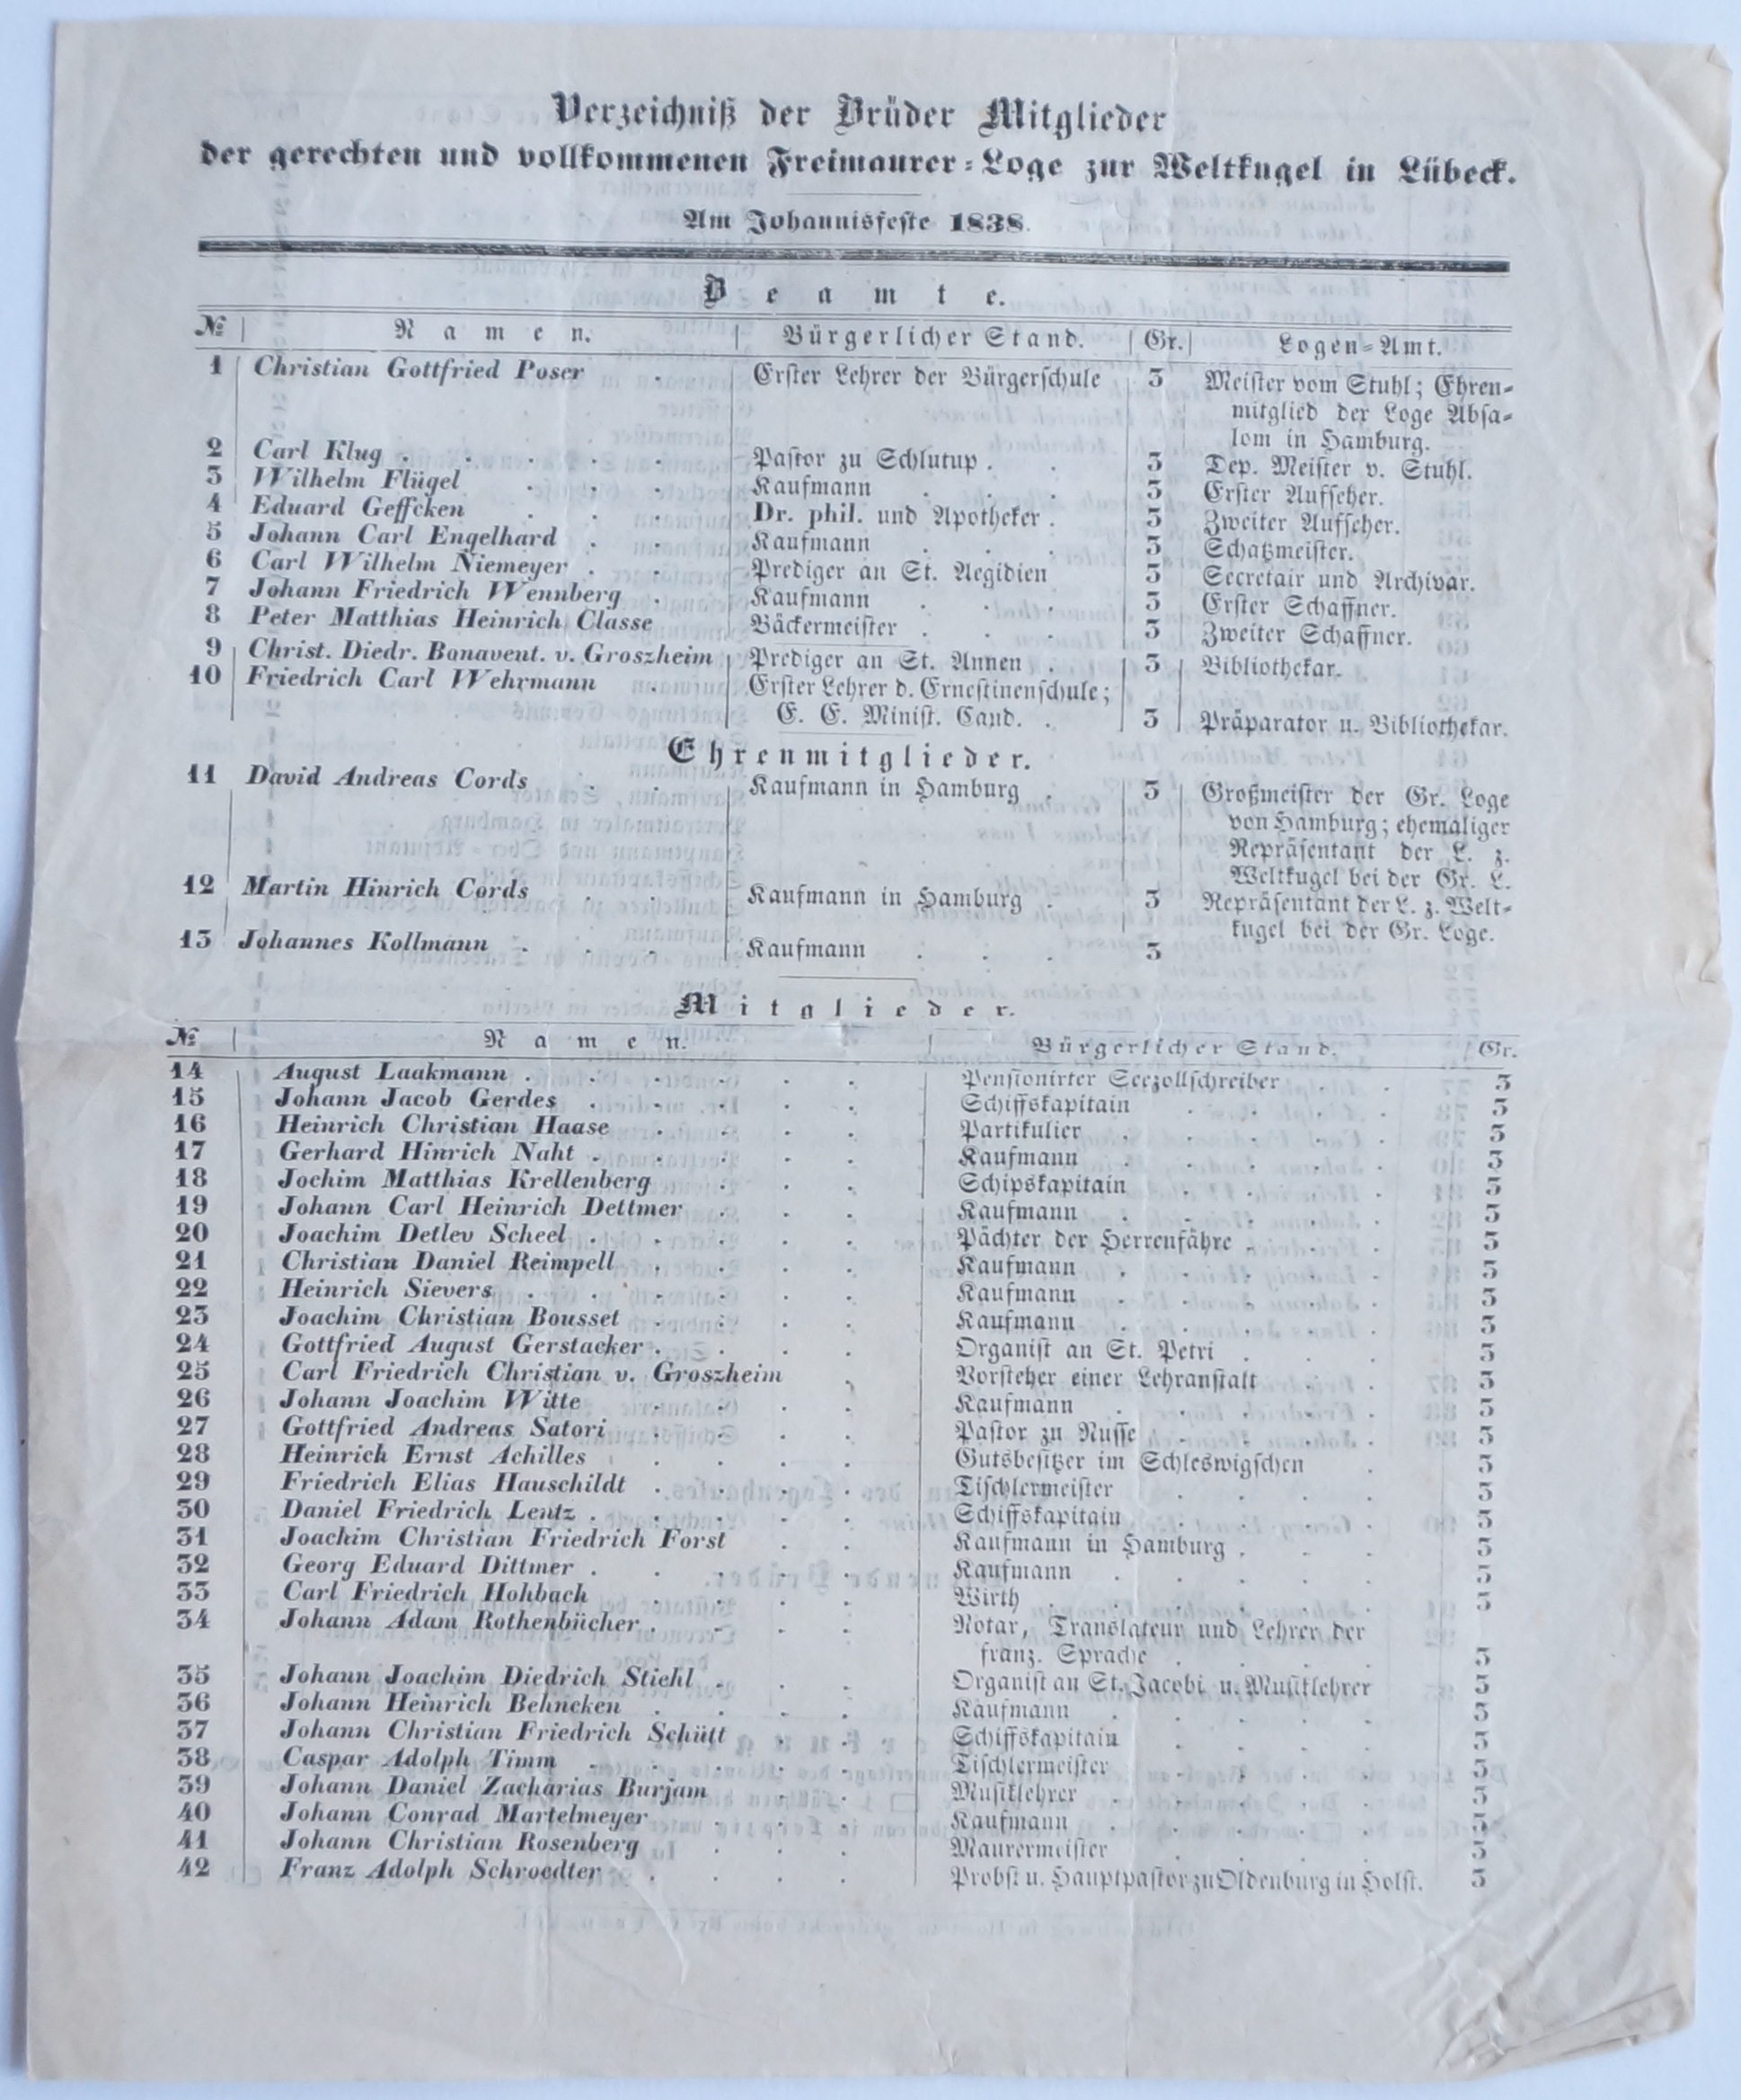 Verzeichniß der Brüder Mitglieder
der gerechten und vollkommenen Freimaurer-Loge zur Weltkugel in Lübeck.
Am Johannisfeste 1838.
Beamte.
№ Namen. Bürgerlicher Stand. Gr. Logen-Amt.
1 Christian Gottfried Poser . Erster Lehrer der Bürgerschule 3 Meister vom Stuhl; Ehren-
mitglied der Loge Absa-
lom in Hamburg.
2 Carl Klug . . . . . Pastor zu Schlutup . . 3 Dep. Meister v. Stuhl.
3 Wilhelm Flügel . . . Kaufmann . . . 3 Erster Aufseher.
4 Eduard Geffcken . . . Dr. phil. und Apotheker . 3 Zweiter Aufseher.
5 Johann Carl Engelhard . . Kaufmann . . . 3 Schatzmeister.
6 Carl Wilhelm Niemeyer . . Prediger an St. Aegidien 3 Secretair und Archivar.
7 Johann Friedrich Wennberg . Kaufmann . . . 3 Erster Schaffner.
8 Peter Matthias Heinrich Classe Bäckermeister . . . 3 Zweiter Schaffner.
9 Christ. Diedr. Bonavent. v. Groszheim Prediger an St. Annen . 3 Bibliothekar.
10 Friedrich Carl Wehrmann . Erster Lehrer d. Ernestinenschule;
E. E. Minist. Cand. . 3 Präparator u. Bibliothekar.
Ehrenmitglieder.
11 David Andreas Cords . . Kaufmann in Hamburg . 3 Großmeister der Gr. Loge
von Hamburg; ehemaliger
Repräsentant der L. z.
Weltkugel bei der Gr. L.
12 Martin Hinrich Cords . . Kaufmann in Hamburg . 3 Repräsentant der L. z. Welt-
kugel bei der Gr. Loge.
13 Johannes Kollmann . . . Kaufmann . . . 3
Mitglieder.
№ Namen. Bürgerlicher Stand. Gr.
14 August Laakmann . . . . . . Pensionirter Seezollschreiber . . 3
15 Johann Jacob Gerdes . . . . . Schiffskapitain . . . . 3
16 Heinrich Christian Haase . . . . Partikulier . . . . . 3
17 Gerhard Hinrich Naht . . . . . Kaufmann . . . . . 3
18 Jochim Matthias Krellenberg . . . Schipskapitain . . . . 3
19 Johann Carl Heinrich Dettmer . . . Kaufmann . . . . . 3
20 Joachim Detlev Scheel . . . . . Pächter der Herrenfähre . . . 3
21 Christian Daniel Reimpell . . . . Kaufmann . . . . . 3
22 Heinrich Sievers . . . . . . Kaufmann . . . . . 3
23 Joachim Christian Bousset . . . . Kaufmann . . . . . 3
24 Gottfried August Gerstacker . . . . Organist an St. Petri . . . 3
25 Carl Friedrich Christian v. Groszheim . Vorsteher einer Lehranstalt . . 3
26 Johann Joachim Witte . . . . Kaufmann . . . . . 3
27 Gottfried Andreas Satori . . . . Pastor zu Nusse . . . . 3
28 Heinrich Ernst Achilles . . . . Gutsbesitzer im Schleswigschen . 3
29 Friedrich Elias Hauschildt . . . . Tischlermeister . . . . 3
30 Daniel Friedrich Lentz . . . . . Schiffskapitain . . . . 3
31 Joachim Christian Friedrich Forst . . Kaufmann in Hamburg . . . 3
32 Georg Eduard Dittmer . . . . . Kaufmann . . . . . 3
33 Carl Friedrich Hohbach . . . . Wirth . . . . . . 3
34 Johann Adam Rothenbücher . . . . Notar, Translateur und Lehrer der
franz. Sprache . . . . 3
35 Johann Joachim Diedrich Stiehl . . . Organist an St. Jacobi u. Musiklehrer 3
36 Johann Heinrich Behncken . . . . Kaufmann . . . . . 3
37 Johann Christian Friedrich Schütt . . Schiffskapitain . . . . 3
38 Caspar Adolph Timm . . . . . Tischlermeister . . . . 3
39 Johann Daniel Zacharias Burjam . . Musiklehrer . . . . . 3
40 Johann Conrad Martelmeyer . . . Kaufmann . . . . . 3
41 Johann Christian Rosenberg . . . Maurermeister . . . . 3
42 Franz Adolph Schroedter . . . . Probst u. Hauptpastor zu Oldenburg in Holst. 3